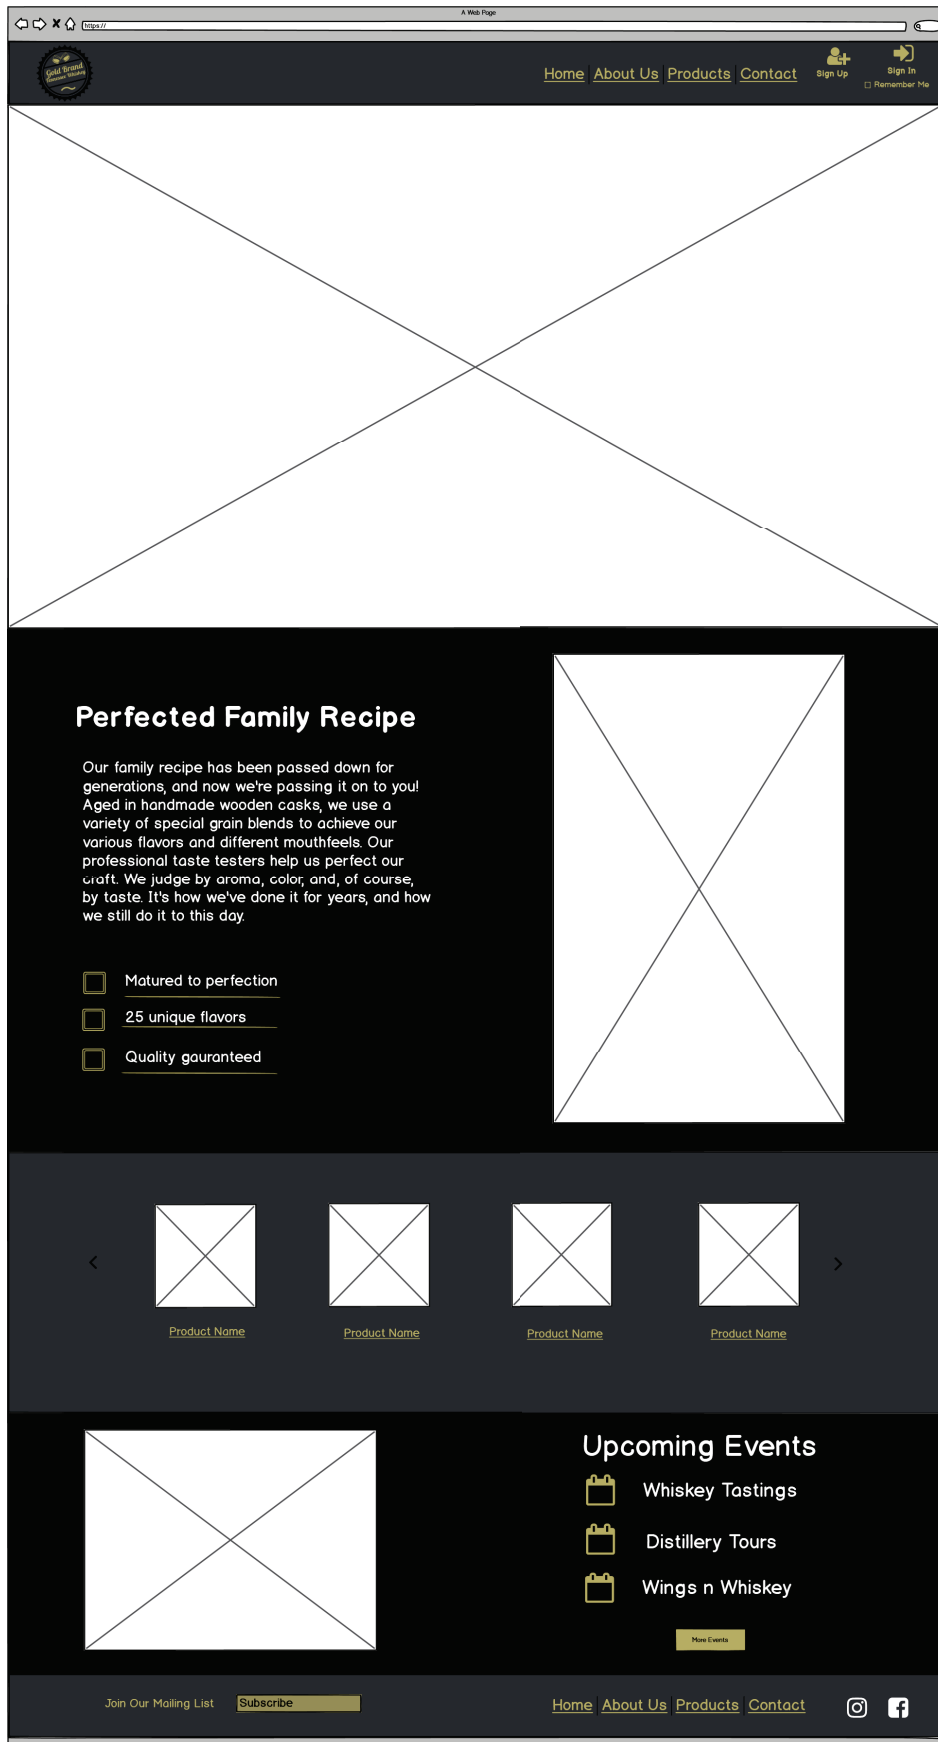 A Web Page
https://
Gold Brand
Tennessee Whiskey
Home About Us Products Contact
Sign Up
Sign In
Remember Me
Perfected Family Recipe
Our family recipe has been passed down for
generations, and now we're passing it on to you!
Aged in handmade wooden casks, we use a
variety of special grain blends to achieve our
various flavors and different mouthfeels. Our
professional taste testers help us perfect our
craft. We judge by aroma, color, and, of course,
by taste. It's how we've done it for years, and how
we still do it to this day.
Matured to perfection
25 unique flavors
Quality gauranteed
Product Name Product Name Product Name Product Name
Upcoming Events
Whiskey Tastings
Distillery Tours
Wings n Whiskey
More Events
Join Our Mailing List Subscribe
Home About Us Products Contact